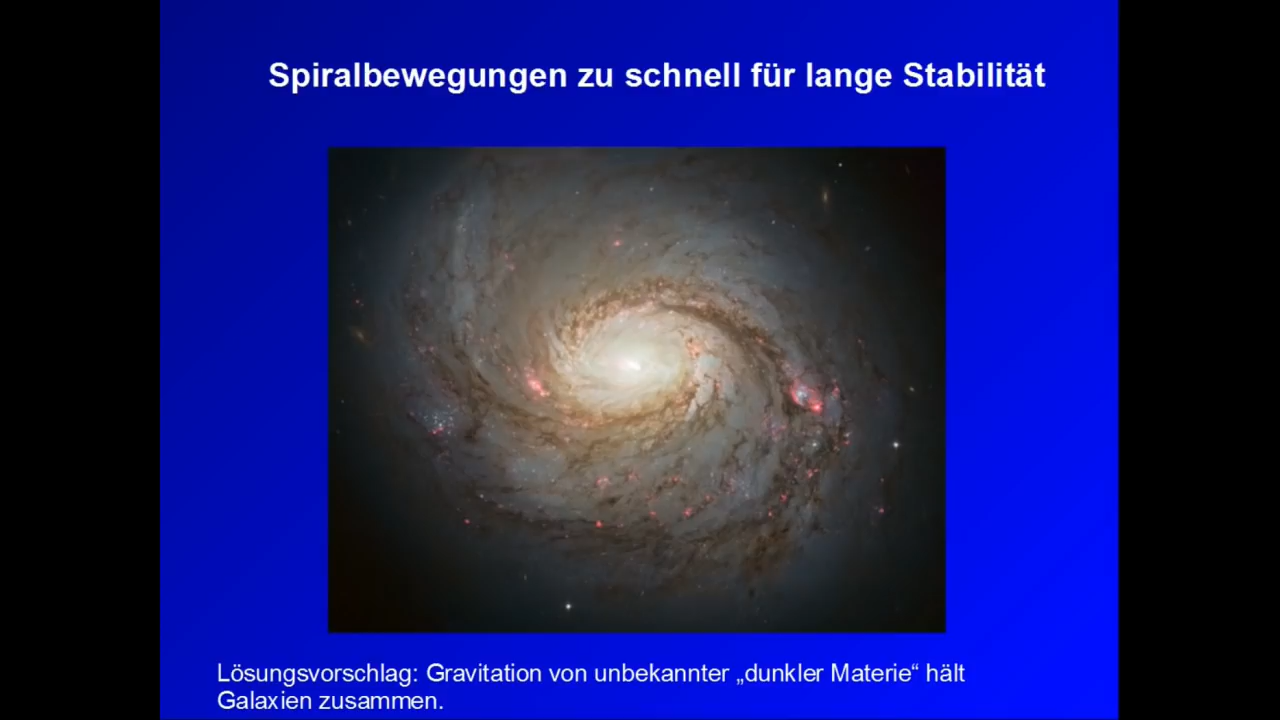 Spiralbewegungen zu schnell für lange Stabilität
Lösungsvorschlag: Gravitation von unbekannter „dunkler Materie“ hält
Galaxien zusammen.